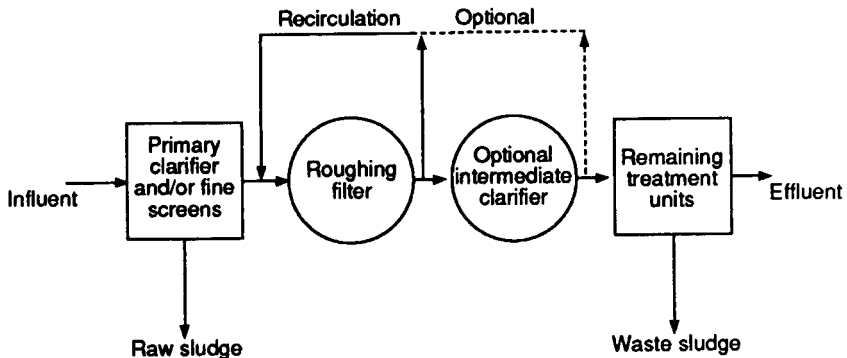 Recirculation
Optional
Influent
Primary
clarifier
and/or fine
screens
Roughing
filter
Optional
intermediate
clarifier
Remaining
treatment
units
Effluent
Raw sludge
Waste sludge